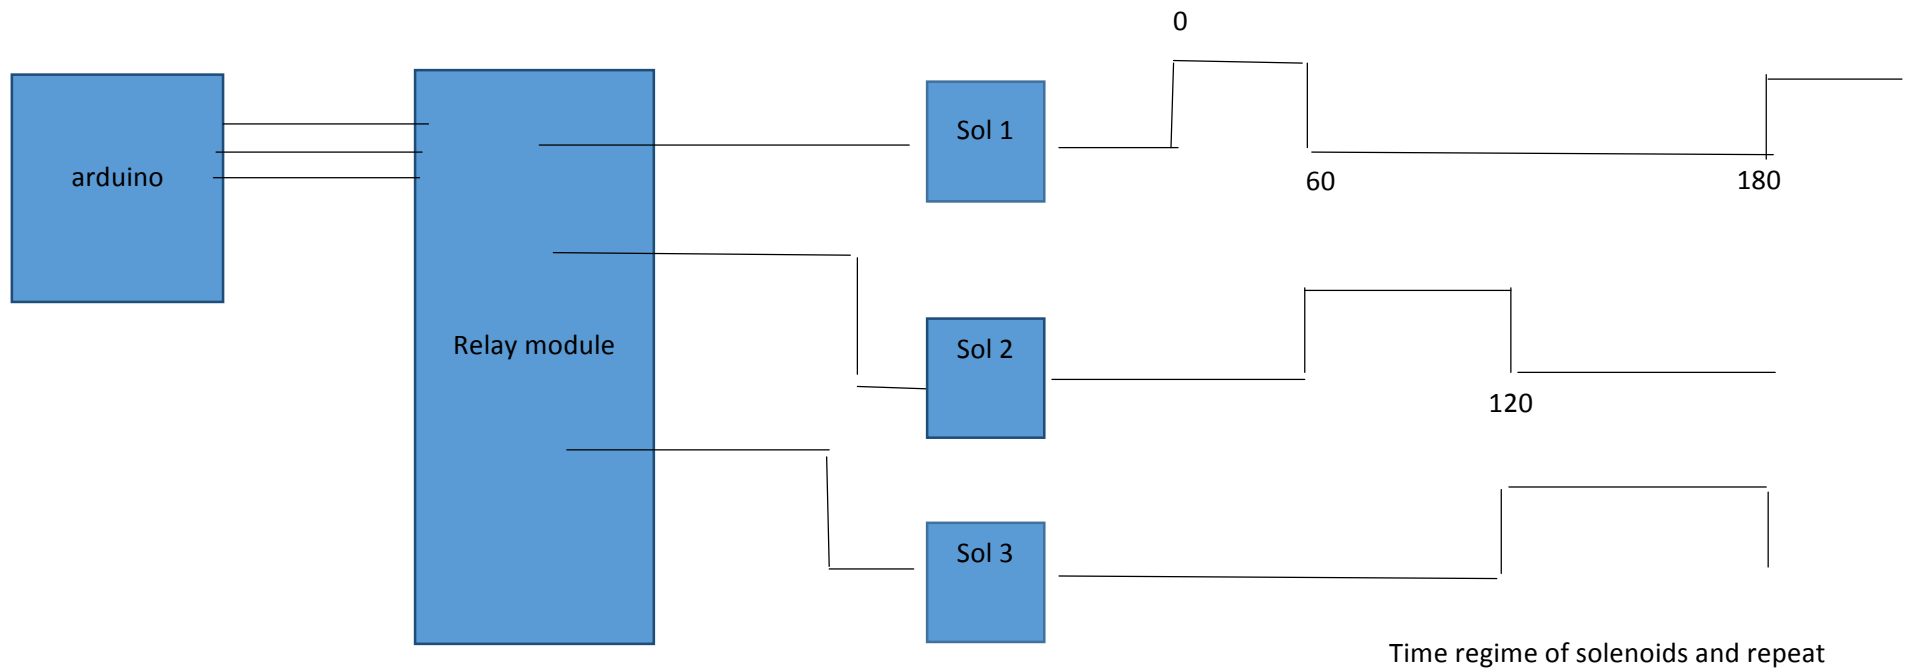 0
arduino
Relay module
Sol 1
60
180
Sol 2
120
Sol 3
Time regime of solenoids and repeat